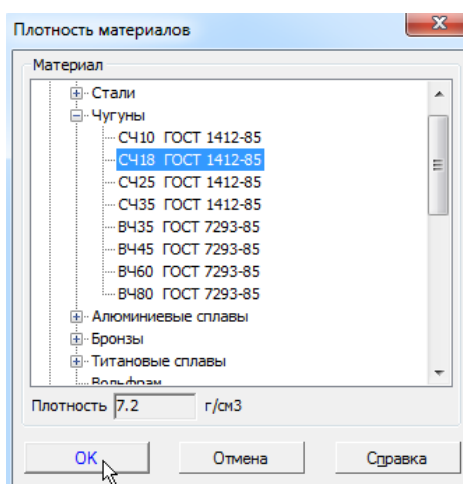 Плотность материалов
Материал
Стали
Чугуны
СЧ10 ГОСТ 1412-85
СЧ18 ГОСТ 1412-85
СЧ25 ГОСТ 1412-85
СЧ35 ГОСТ 1412-85
ВЧ35 ГОСТ 7293-85
ВЧ45 ГОСТ 7293-85
ВЧ60 ГОСТ 7293-85
ВЧ80 ГОСТ 7293-85
Алюминиевые сплавы
Бронзы
Титановые сплавы
Вольфрам
Плотность 7.2 г/см3
OK Отмена Справка